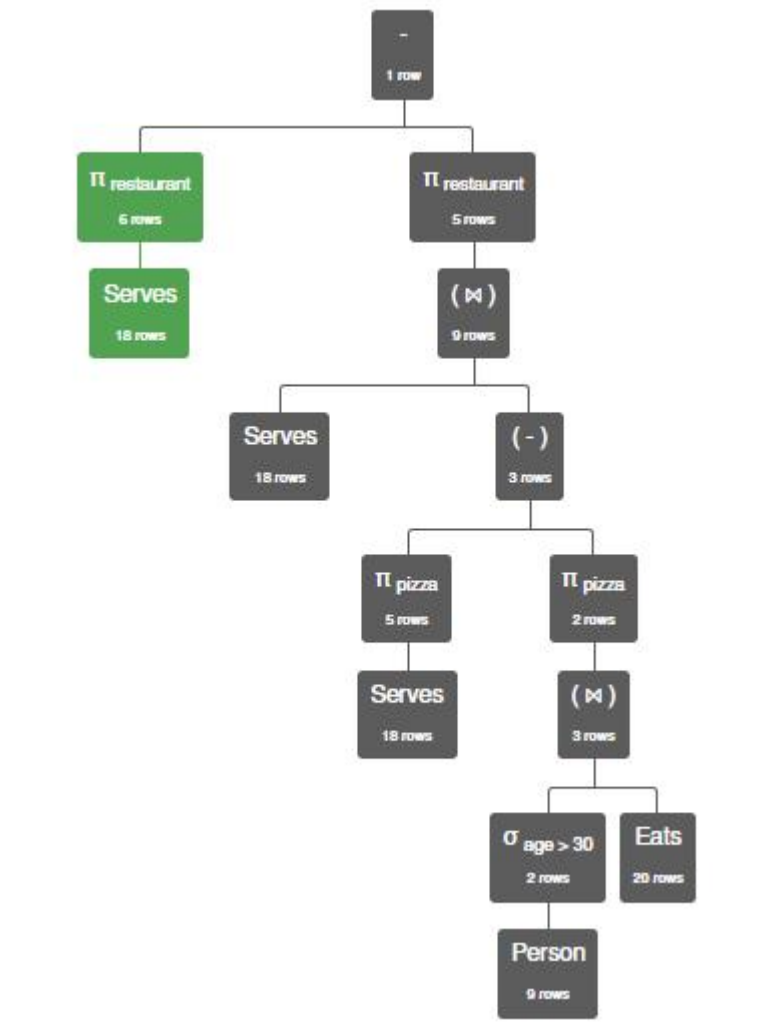 -
1 row
π restaurant
6 rows
π restaurant
5 rows
Serves
18 rows
( ⋈ )
9 rows
Serves
18 rows
( - )
3 rows
π pizza
5 rows
π pizza
2 rows
Serves
18 rows
( ⋈ )
3 rows
σ age > 30
2 rows
Eats
20 rows
Person
9 rows